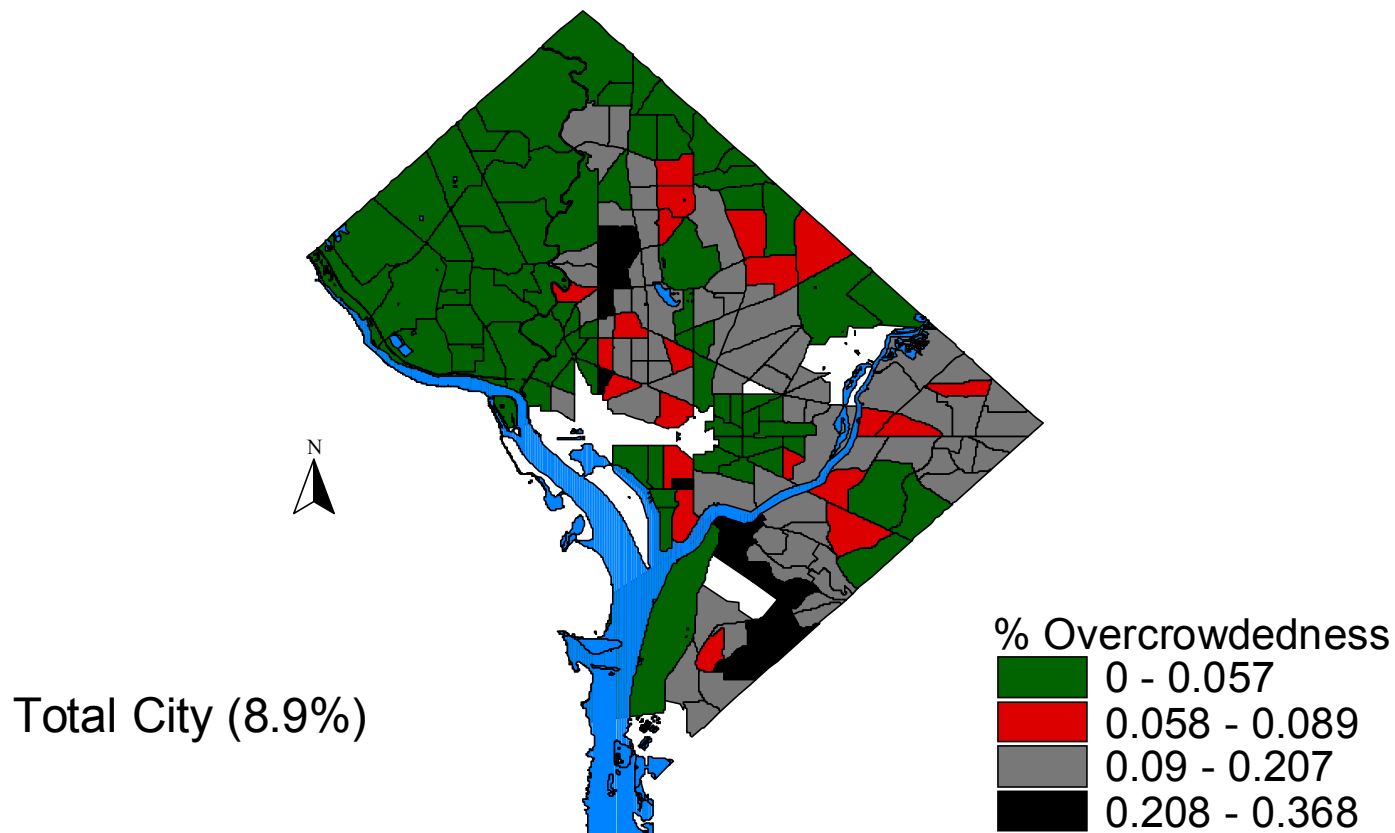 N
Total City (8.9%)
% Overcrowdedness
0 - 0.057
0.058 - 0.089
0.09 - 0.207
0.208 - 0.368